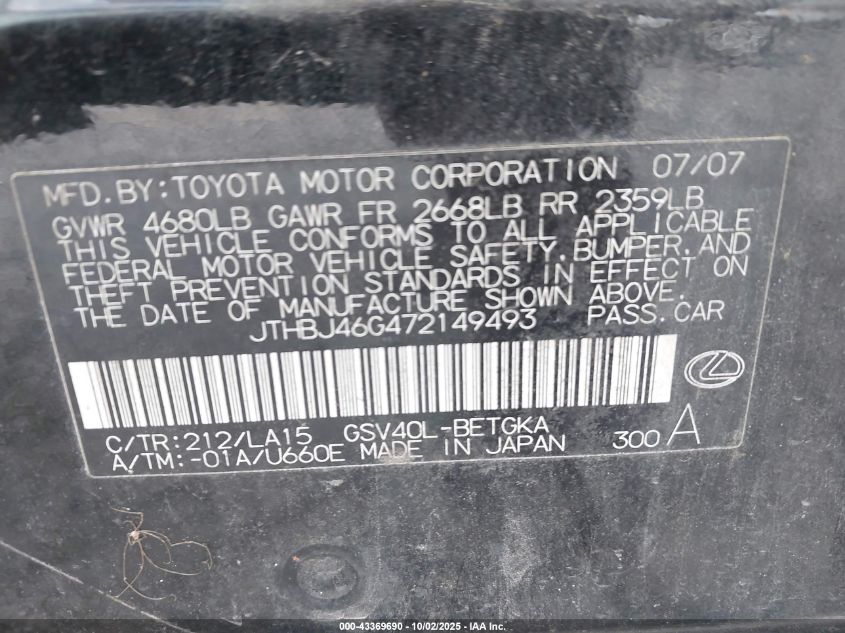 MFD.BY:TOYOTA MOTOR CORPORATION 07/07
GVWR 4680LB GAWR FR 2668LB RR 2359LB
THIS VEHICLE CONFORMS TO ALL APPLICABLE
FEDERAL MOTOR VEHICLE SAFETY,BUMPER,AND
THEFT PREVENTION STANDARDS IN EFFECT ON
THE DATE OF MANUFACTURE SHOWN ABOVE.
JTHBJ46G472149493 PASS.CAR
C/TR:212/LA15 GSV40L-BETGKA
A/TM:-01A/U660E MADE IN JAPAN 300 A
000-43369690 - 10/02/2025 - IAA Inc.